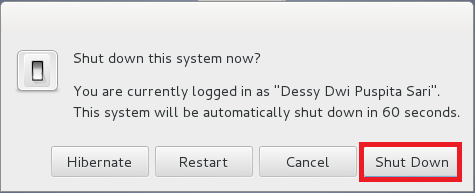 Shut down this system now?
You are currently logged in as "Dessy Dwi Puspita Sari".
This system will be automatically shut down in 60 seconds.
Hibernate Restart Cancel Shut Down